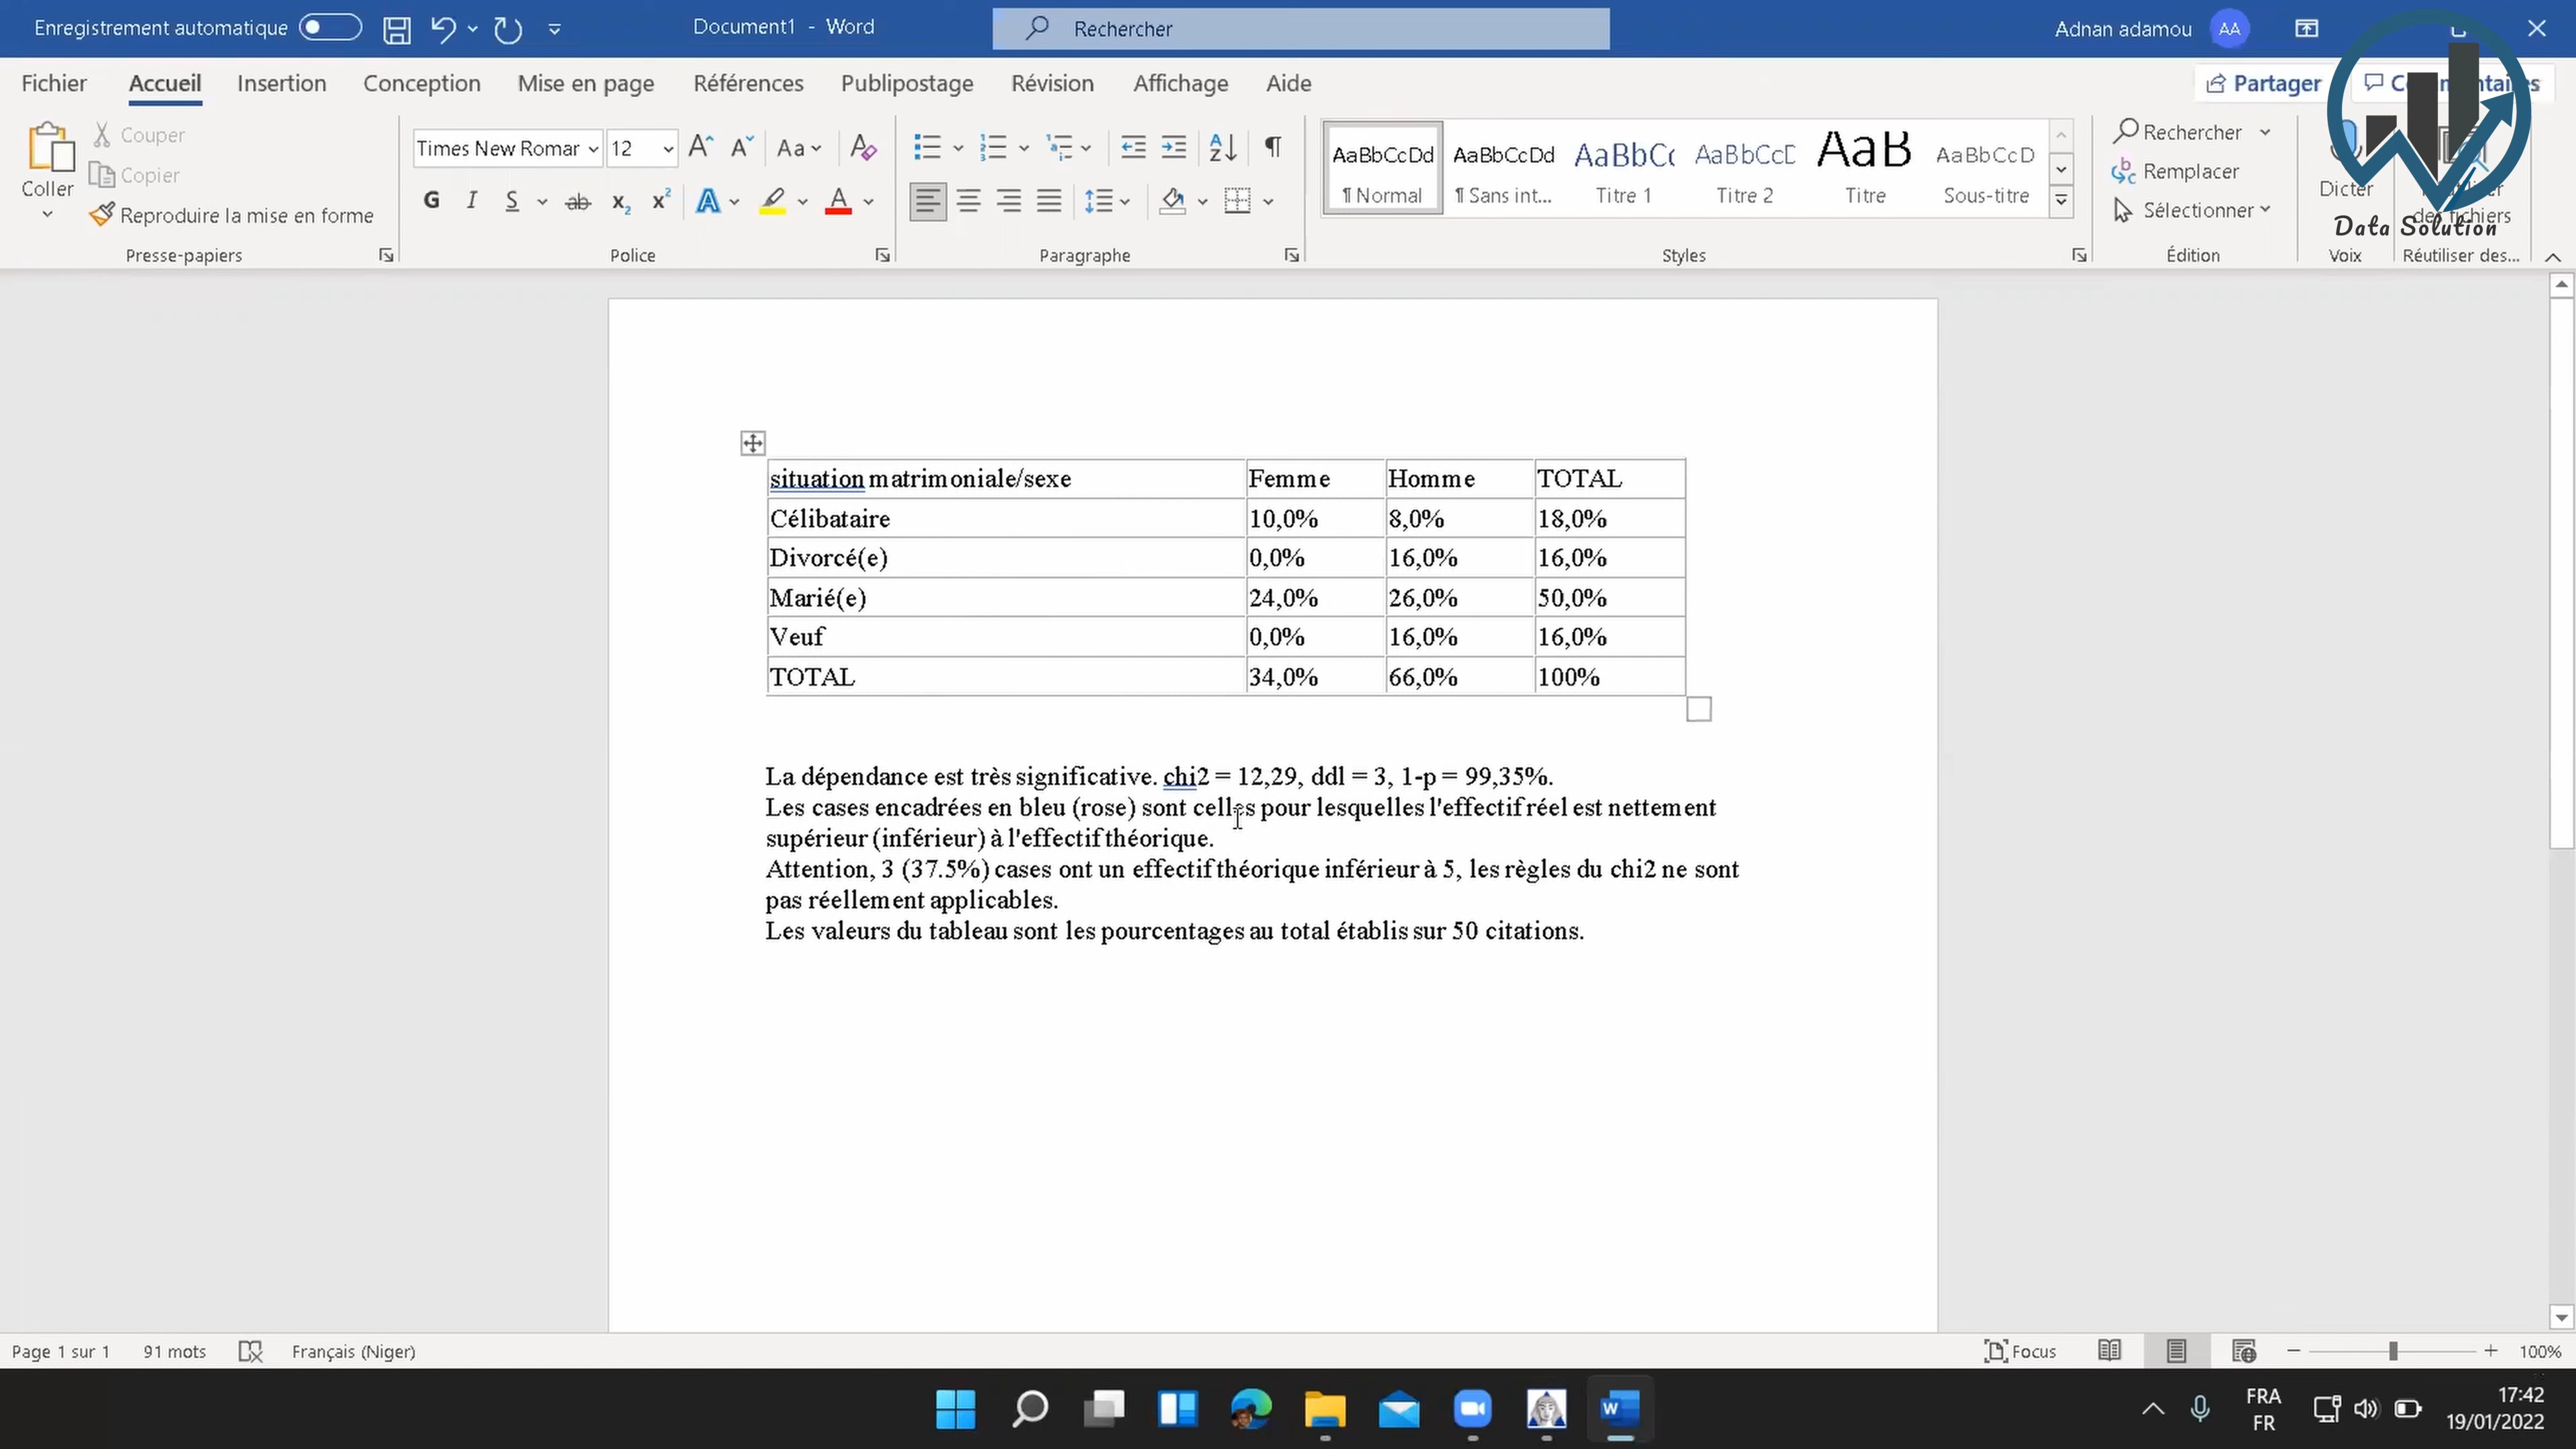 Enregistrement automatique
Document1 - Word
Rechercher
Adnan adamou
AA
Fichier Accueil Insertion Conception Mise en page Références Publipostage Révision Affichage Aide
Partager
Coller
Couper
Copier
Reproduire la mise en forme
Presse-papiers
Times New Romar 12
Police
Paragraphe
AaBbCcDd AaBbCcDd AaBbCc AaBbCcD AaB AaBbCcD
¶ Normal ¶ Sans int... Titre 1 Titre 2 Titre Sous-titre
Styles
Rechercher
Remplacer
Sélectionner
Édition
Dicter
Voix
des fichiers
Réutiliser des...
Data Solution
situation matrimoniale/sexe Femme Homme TOTAL
Célibataire 10,0% 8,0% 18,0%
Divorcé(e) 0,0% 16,0% 16,0%
Marié(e) 24,0% 26,0% 50,0%
Veuf 0,0% 16,0% 16,0%
TOTAL 34,0% 66,0% 100%
La dépendance est très significative. chi2 = 12,29, ddl = 3, 1-p = 99,35%.
Les cases encadrées en bleu (rose) sont celles pour lesquelles l'effectif réel est nettement
supérieur (inférieur) à l'effectif théorique.
Attention, 3 (37.5%) cases ont un effectif théorique inférieur à 5, les règles du chi2 ne sont
pas réellement applicables.
Les valeurs du tableau sont les pourcentages au total établis sur 50 citations.
Page 1 sur 1 91 mots Français (Niger)
Focus
100%
FRA
FR
17:42
19/01/2022